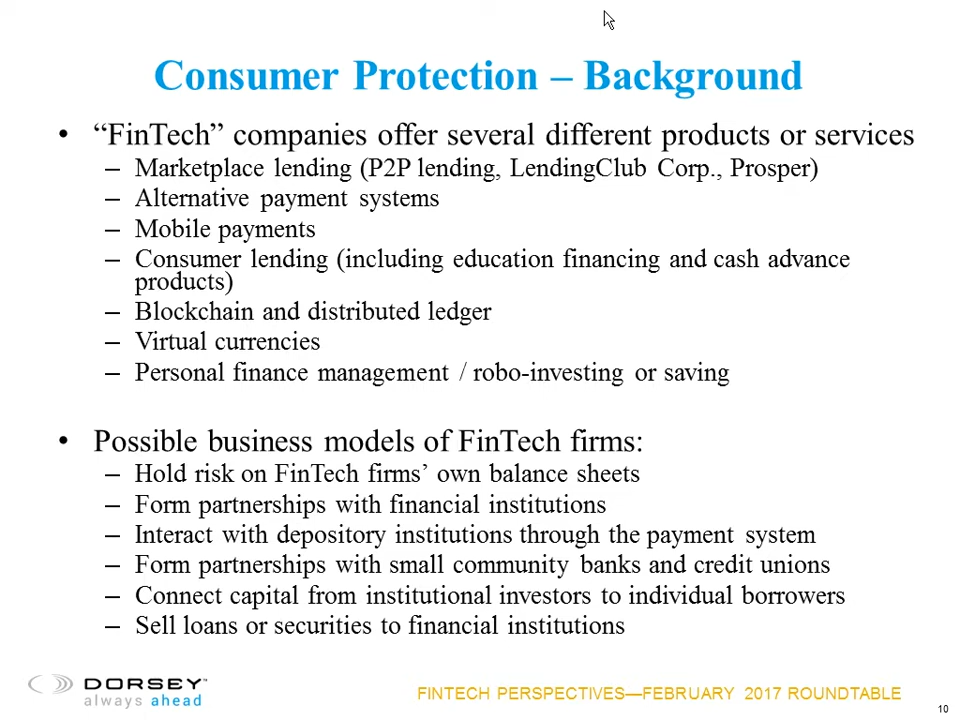 Consumer Protection – Background
• “FinTech” companies offer several different products or services
– Marketplace lending (P2P lending, LendingClub Corp., Prosper)
– Alternative payment systems
– Mobile payments
– Consumer lending (including education financing and cash advance
products)
– Blockchain and distributed ledger
– Virtual currencies
– Personal finance management / robo-investing or saving
• Possible business models of FinTech firms:
– Hold risk on FinTech firms’ own balance sheets
– Form partnerships with financial institutions
– Interact with depository institutions through the payment system
– Form partnerships with small community banks and credit unions
– Connect capital from institutional investors to individual borrowers
– Sell loans or securities to financial institutions
DORSEY™
always ahead
FINTECH PERSPECTIVES—FEBRUARY 2017 ROUNDTABLE
10